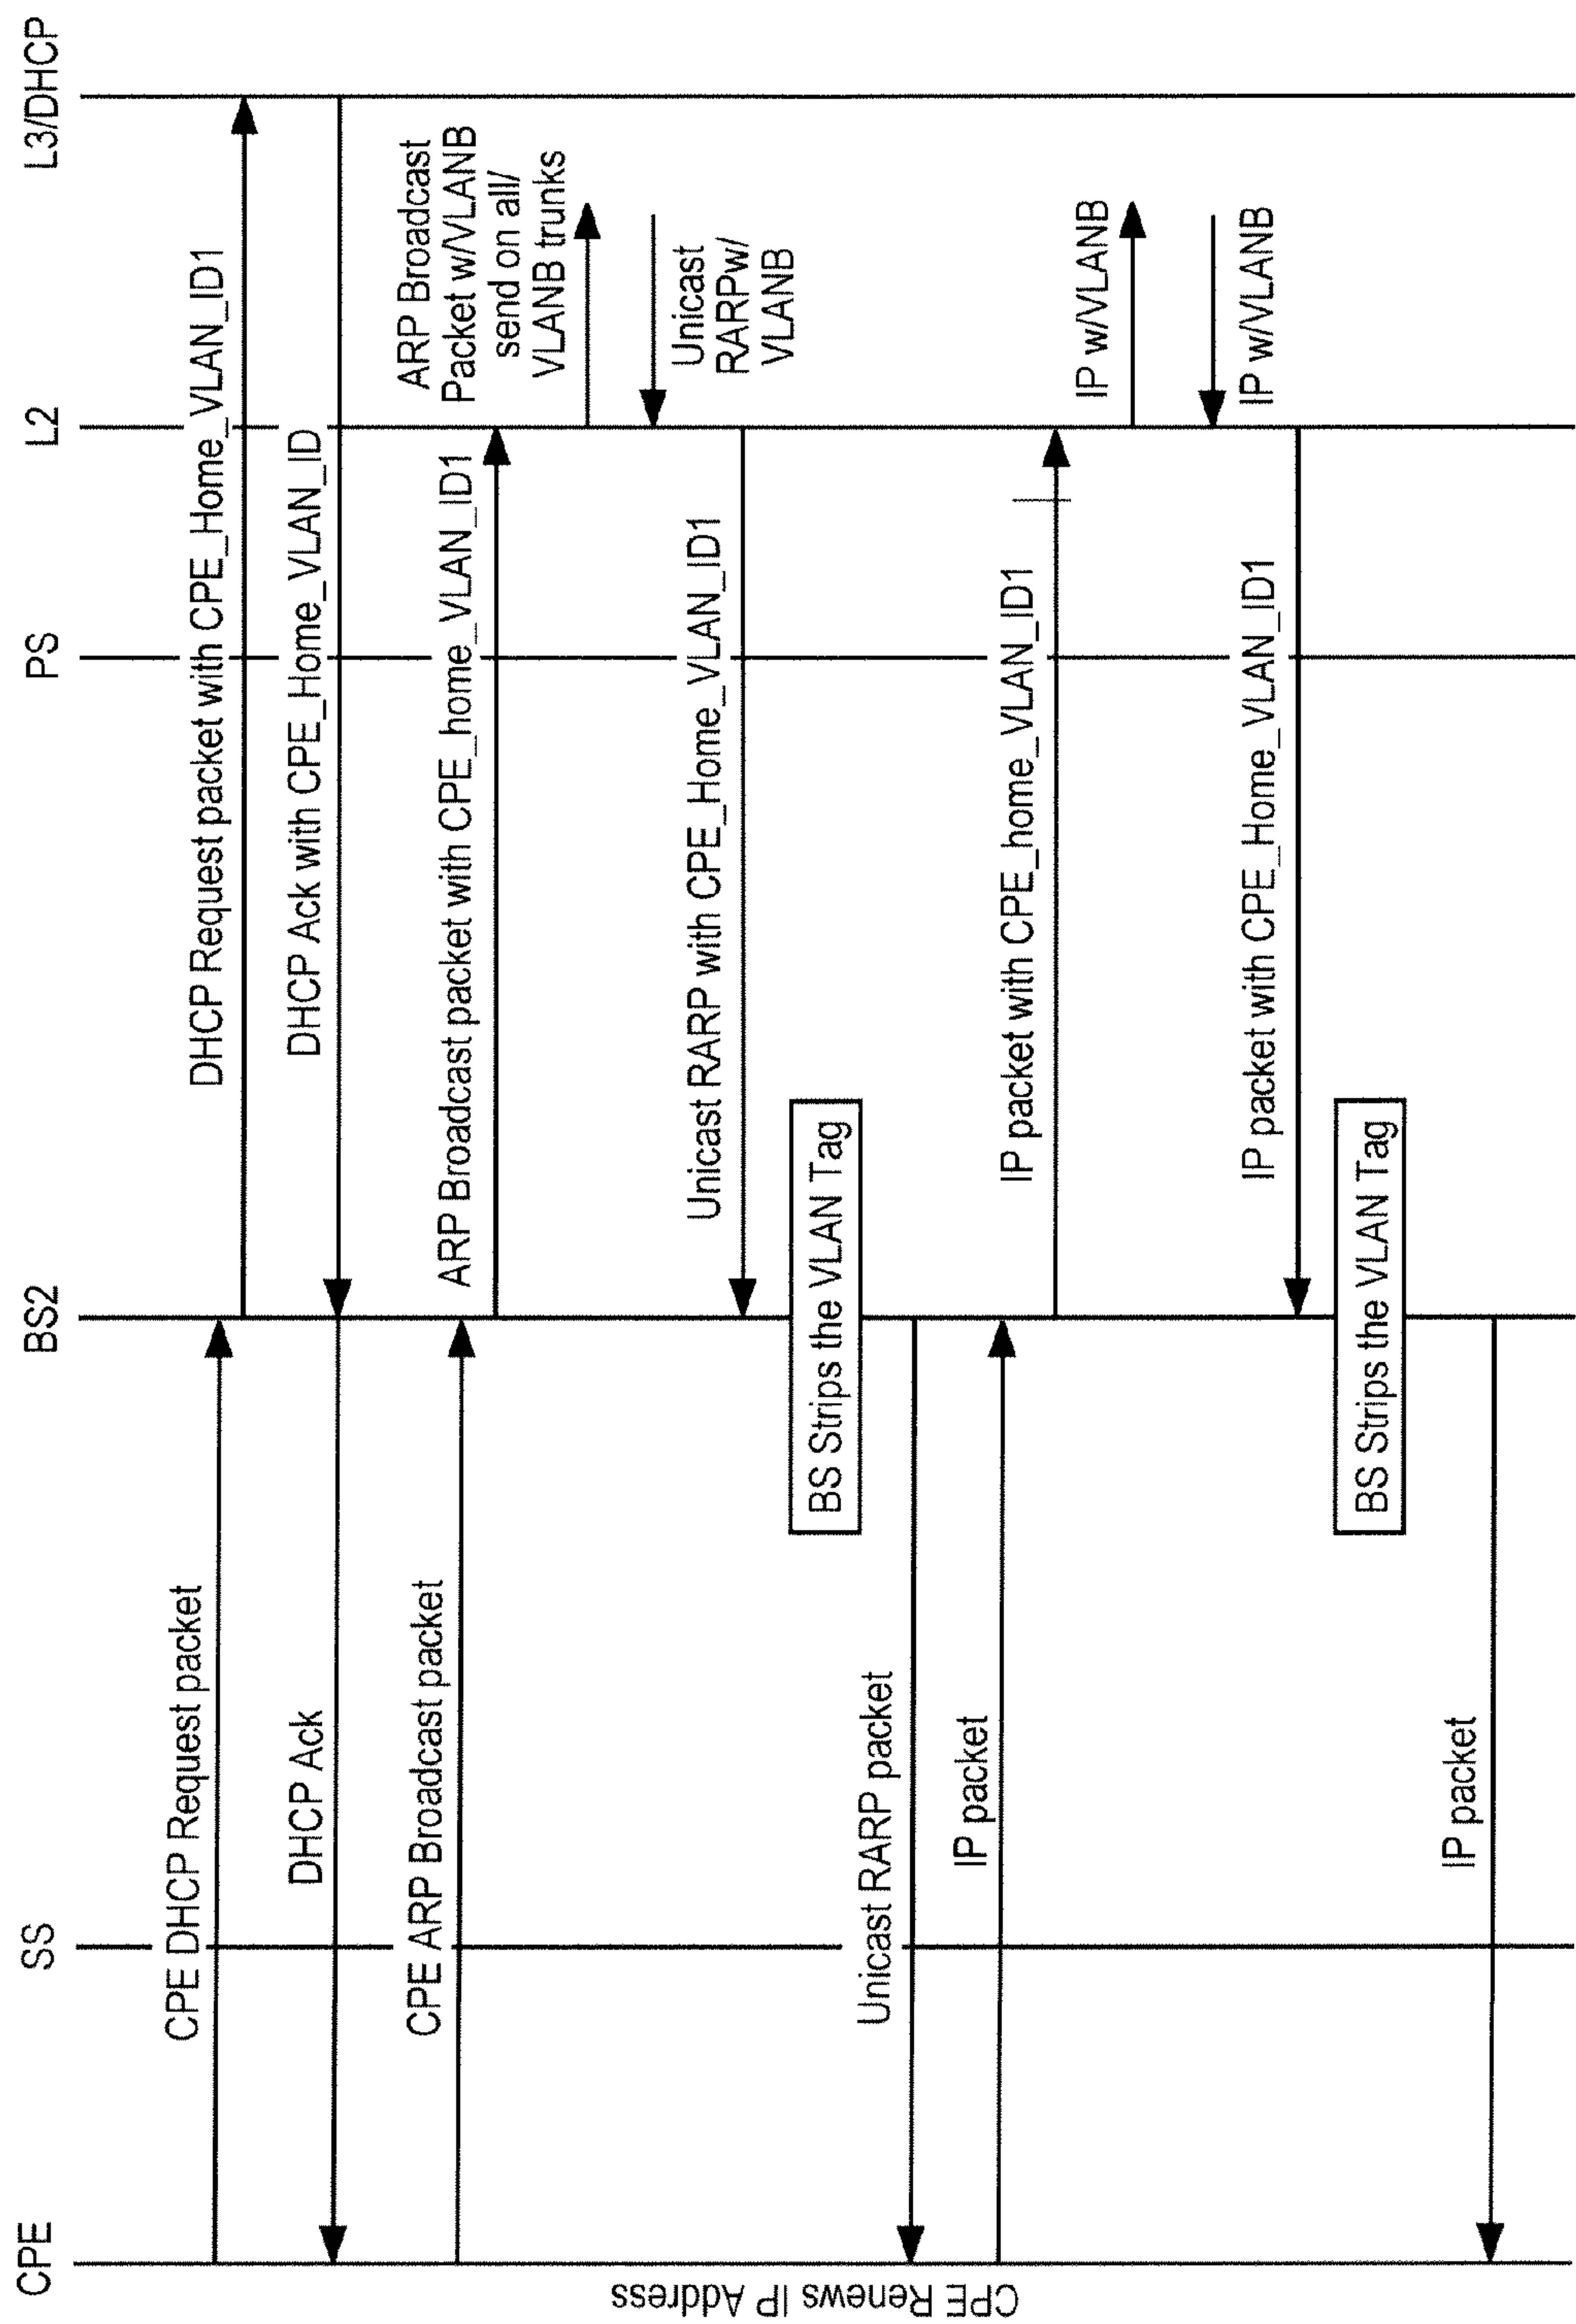 CPE
SS
BS2
PS
L2
L3/DHCP
CPE DHCP Request packet
DHCP Request packet with CPE_Home_VLAN_ID1
DHCP Ack with CPE_Home_VLAN_ID
DHCP Ack
CPE ARP Broadcast packet
ARP Broadcast packet with CPE_home_VLAN_ID1
ARP Broadcast
Packet w/VLANB
send on all/
VLANB trunks
Unicast
RARPw/
VLANB
Unicast RARP with CPE_Home_VLAN_ID1
BS Strips the VLAN Tag
Unicast RARP packet
IP packet
IP packet with CPE_home_VLAN_ID1
IP w/VLANB
IP w/VLANB
IP packet with CPE_Home_VLAN_ID1
BS Strips the VLAN Tag
IP packet
CPE Renews IP Address